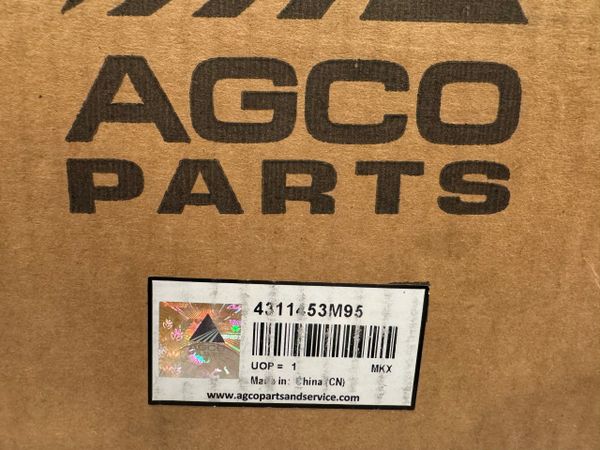 AGCO
PARTS
4311453M95
UOP = 1 MKX
Made in: China (CN)
www.agcopartsandservice.com